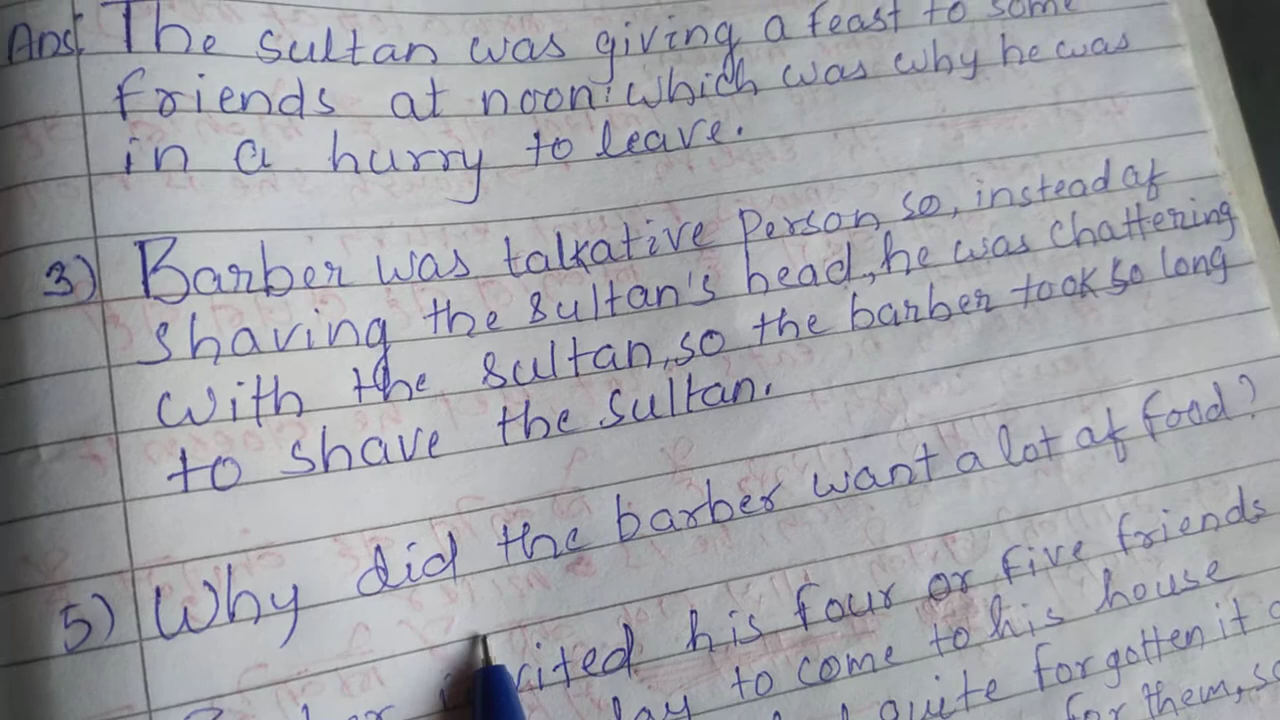 Ans. The sultan was giving a feast to some
friends at noon. which was why he was
in a hurry to leave.
3) Barber was talkative Person so, instead of
shaving the sultan's head, he was chattering
with the sultan, so the barber took so long
to shave the sultan.
5) Why did the barber want a lot of food?
his four or five friends
to come to his house
quite forgotten it
for them, so